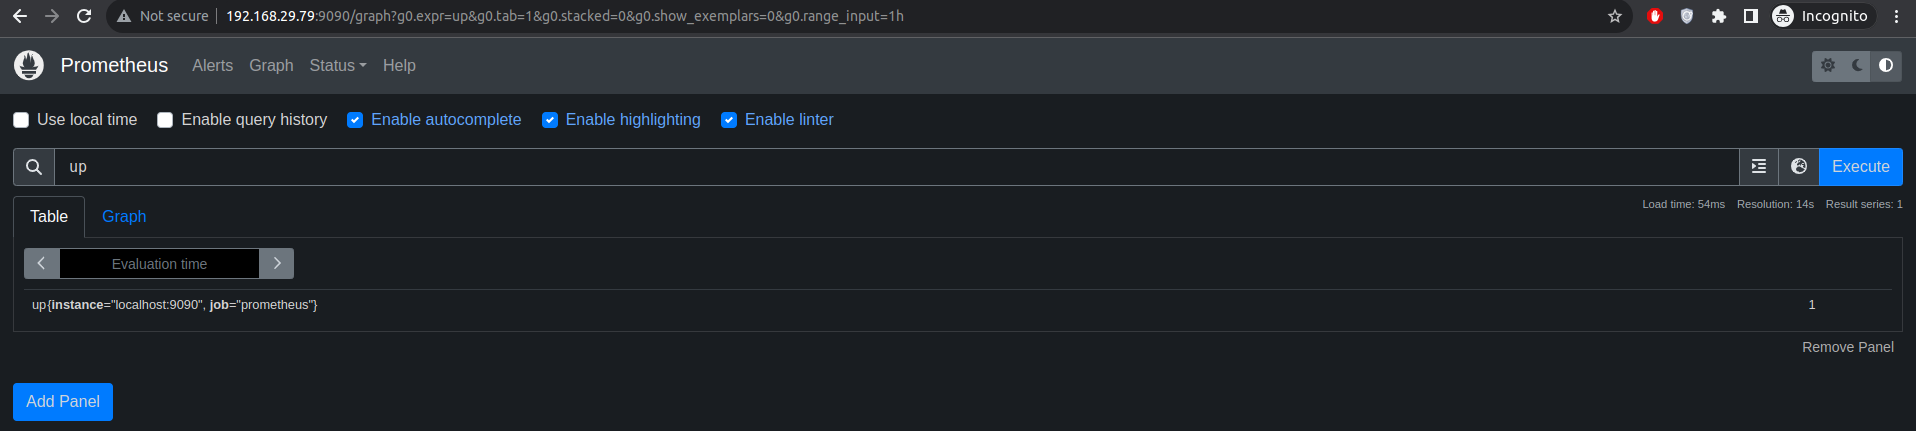 Not secure 192.168.29.79:9090/graph?g0.expr=up&g0.tab=1&g0.stacked=0&g0.show_exemplars=0&g0.range_input=1h Incognito
Prometheus Alerts Graph Status Help
Use local time Enable query history Enable autocomplete Enable highlighting Enable linter
up Execute
Table Graph Load time: 54ms Resolution: 14s Result series: 1
Evaluation time
up{instance="localhost:9090", job="prometheus"} 1
Remove Panel
Add Panel